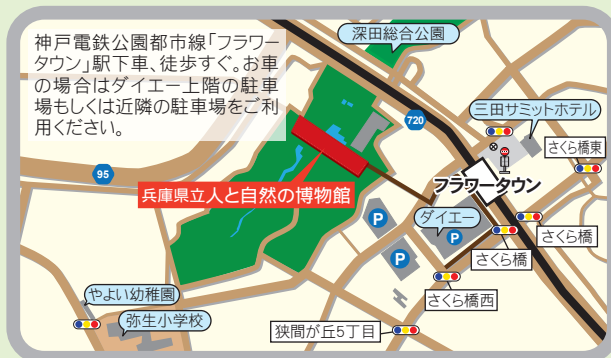 神戸電鉄公園都市線「フラワー
タウン」駅下車、徒歩すぐ。お車
の場合はダイエー上階の駐車
場もしくは近隣の駐車場をご利
用ください。
深田総合公園
720
三田サミットホテル
さくら橋東
95
兵庫県立人と自然の博物館
フラワータウン
P
ダイエー
P
さくら橋
P
さくら橋
さくら橋西
やよい幼稚園
弥生小学校
狭間が丘5丁目